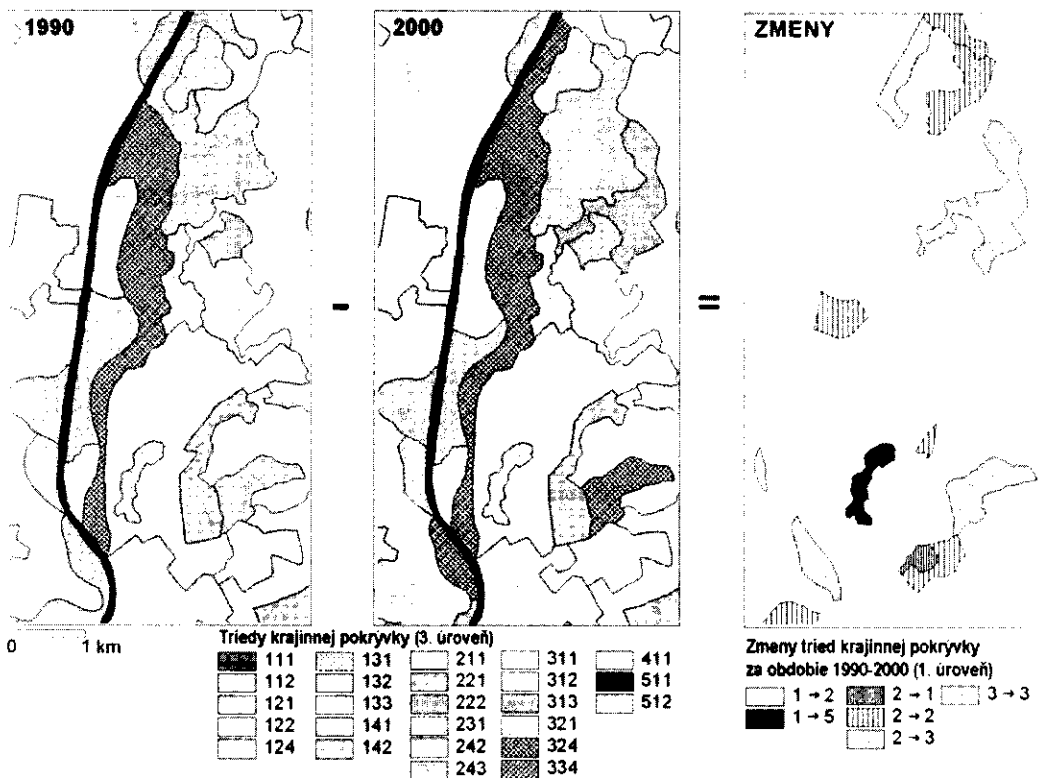 1990
2000
ZMENY
-
=
0 1 km
Triedy krajinnej pokrývky (3. úroveň)
111 131 211 311 411
112 132 221 312 511
121 133 222 313 512
122 141 231 321
124 142 242 324
243 334
Zmeny tried krajinnej pokrývky
za obdobie 1990-2000 (1. úroveň)
1 → 2 2 → 1 3 → 3
1 → 5 2 → 2
2 → 3